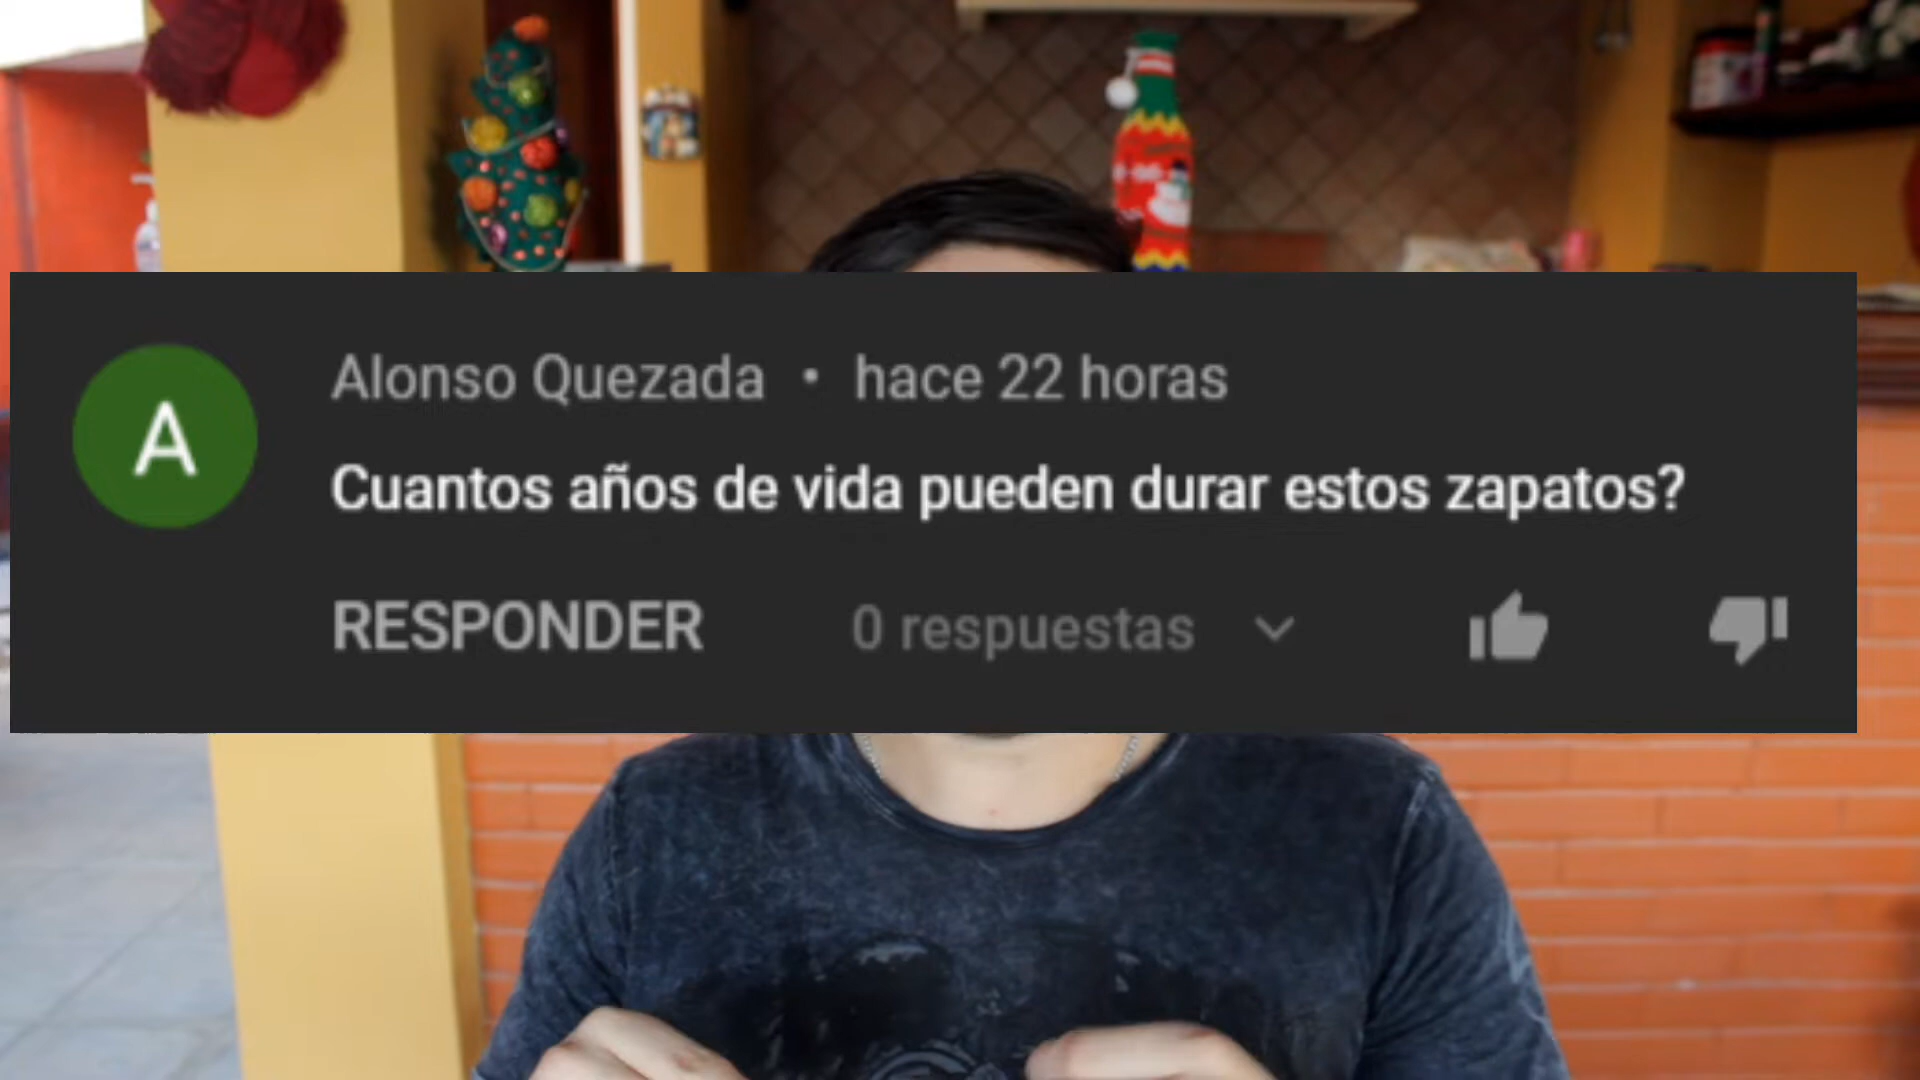 A
Alonso Quezada • hace 22 horas
Cuantos años de vida pueden durar estos zapatos?
RESPONDER 0 respuestas